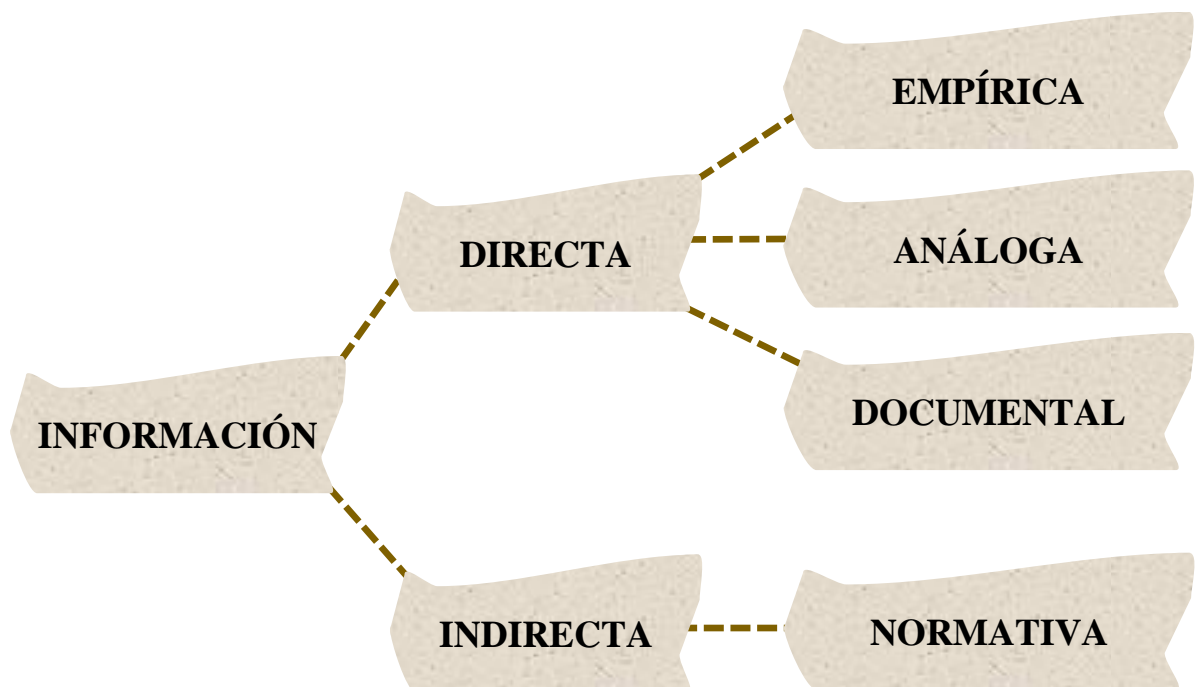 EMPÍRICA
DIRECTA
ANÁLOGA
DOCUMENTAL
INFORMACIÓN
INDIRECTA
NORMATIVA